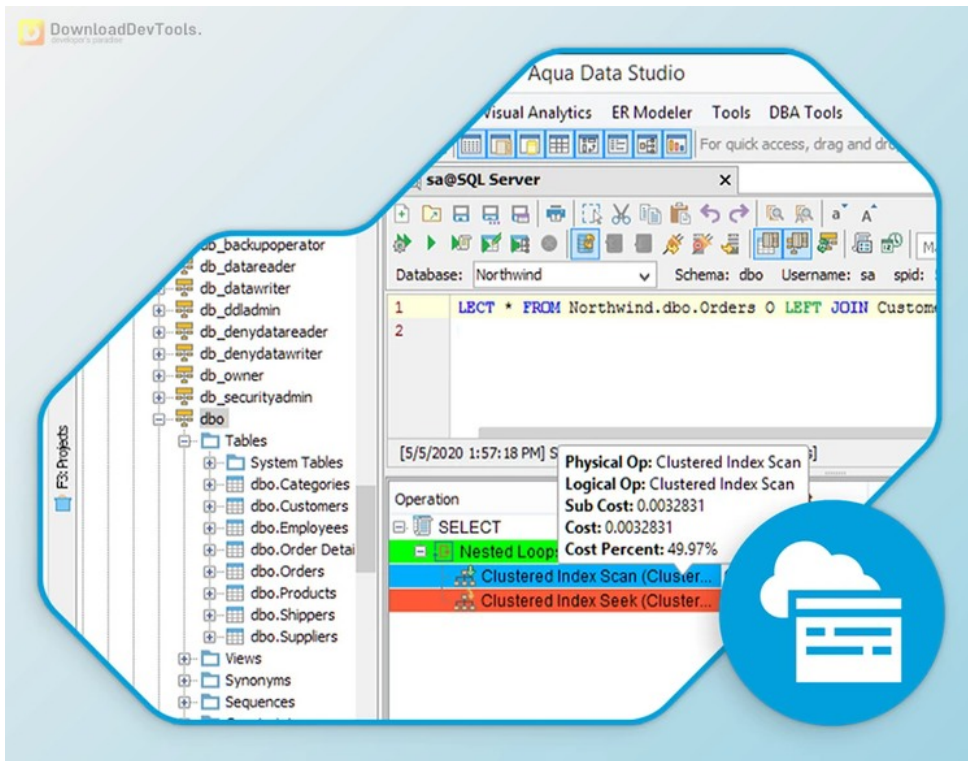 DownloadDevTools.
developer's paradise
Aqua Data Studio
Visual Analytics ER Modeler Tools DBA Tools
For quick access, drag and dro
sa@SQL Server
Database: Northwind Schema: dbo Username: sa spid:
1 LECT * FROM Northwind.dbo.Orders O LEFT JOIN Custome
2
[5/5/2020 1:57:18 PM] S
Physical Op: Clustered Index Scan
Logical Op: Clustered Index Scan
Sub Cost: 0.0032831
Cost: 0.0032831
Cost Percent: 49.97%
Operation
SELECT
Nested Loops
Clustered Index Scan (Cluster...
Clustered Index Seek (Cluster...
F3: Projects
db_backupoperator
db_datareader
db_datawriter
db_ddladmin
db_denydatareader
db_denydatawriter
db_owner
db_securityadmin
dbo
Tables
System Tables
dbo.Categories
dbo.Customers
dbo.Employees
dbo.Order Detai
dbo.Orders
dbo.Products
dbo.Shippers
dbo.Suppliers
Views
Synonyms
Sequences